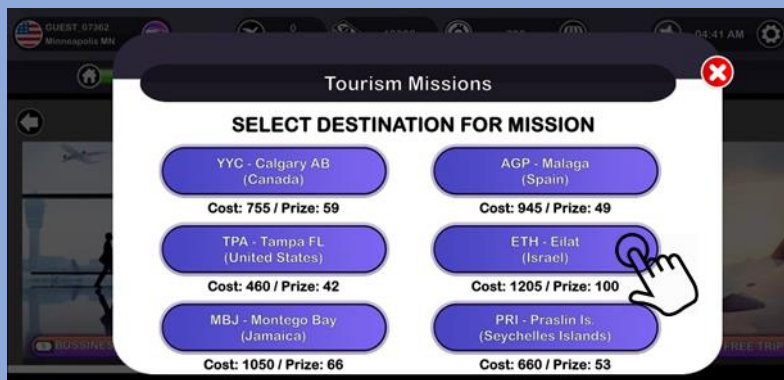 GUEST_07362
Minneapolis MN
04:41 AM
Tourism Missions
SELECT DESTINATION FOR MISSION
YYC - Calgary AB
(Canada)
Cost: 755 / Prize: 59
AGP - Malaga
(Spain)
Cost: 945 / Prize: 49
TPA - Tampa FL
(United States)
Cost: 460 / Prize: 42
ETH - Eilat
(Israel)
Cost: 1205 / Prize: 100
MBJ - Montego Bay
(Jamaica)
Cost: 1050 / Prize: 66
PRI - Praslin Is.
(Seychelles Islands)
Cost: 660 / Prize: 53
BUSSINES
FREE TRIP